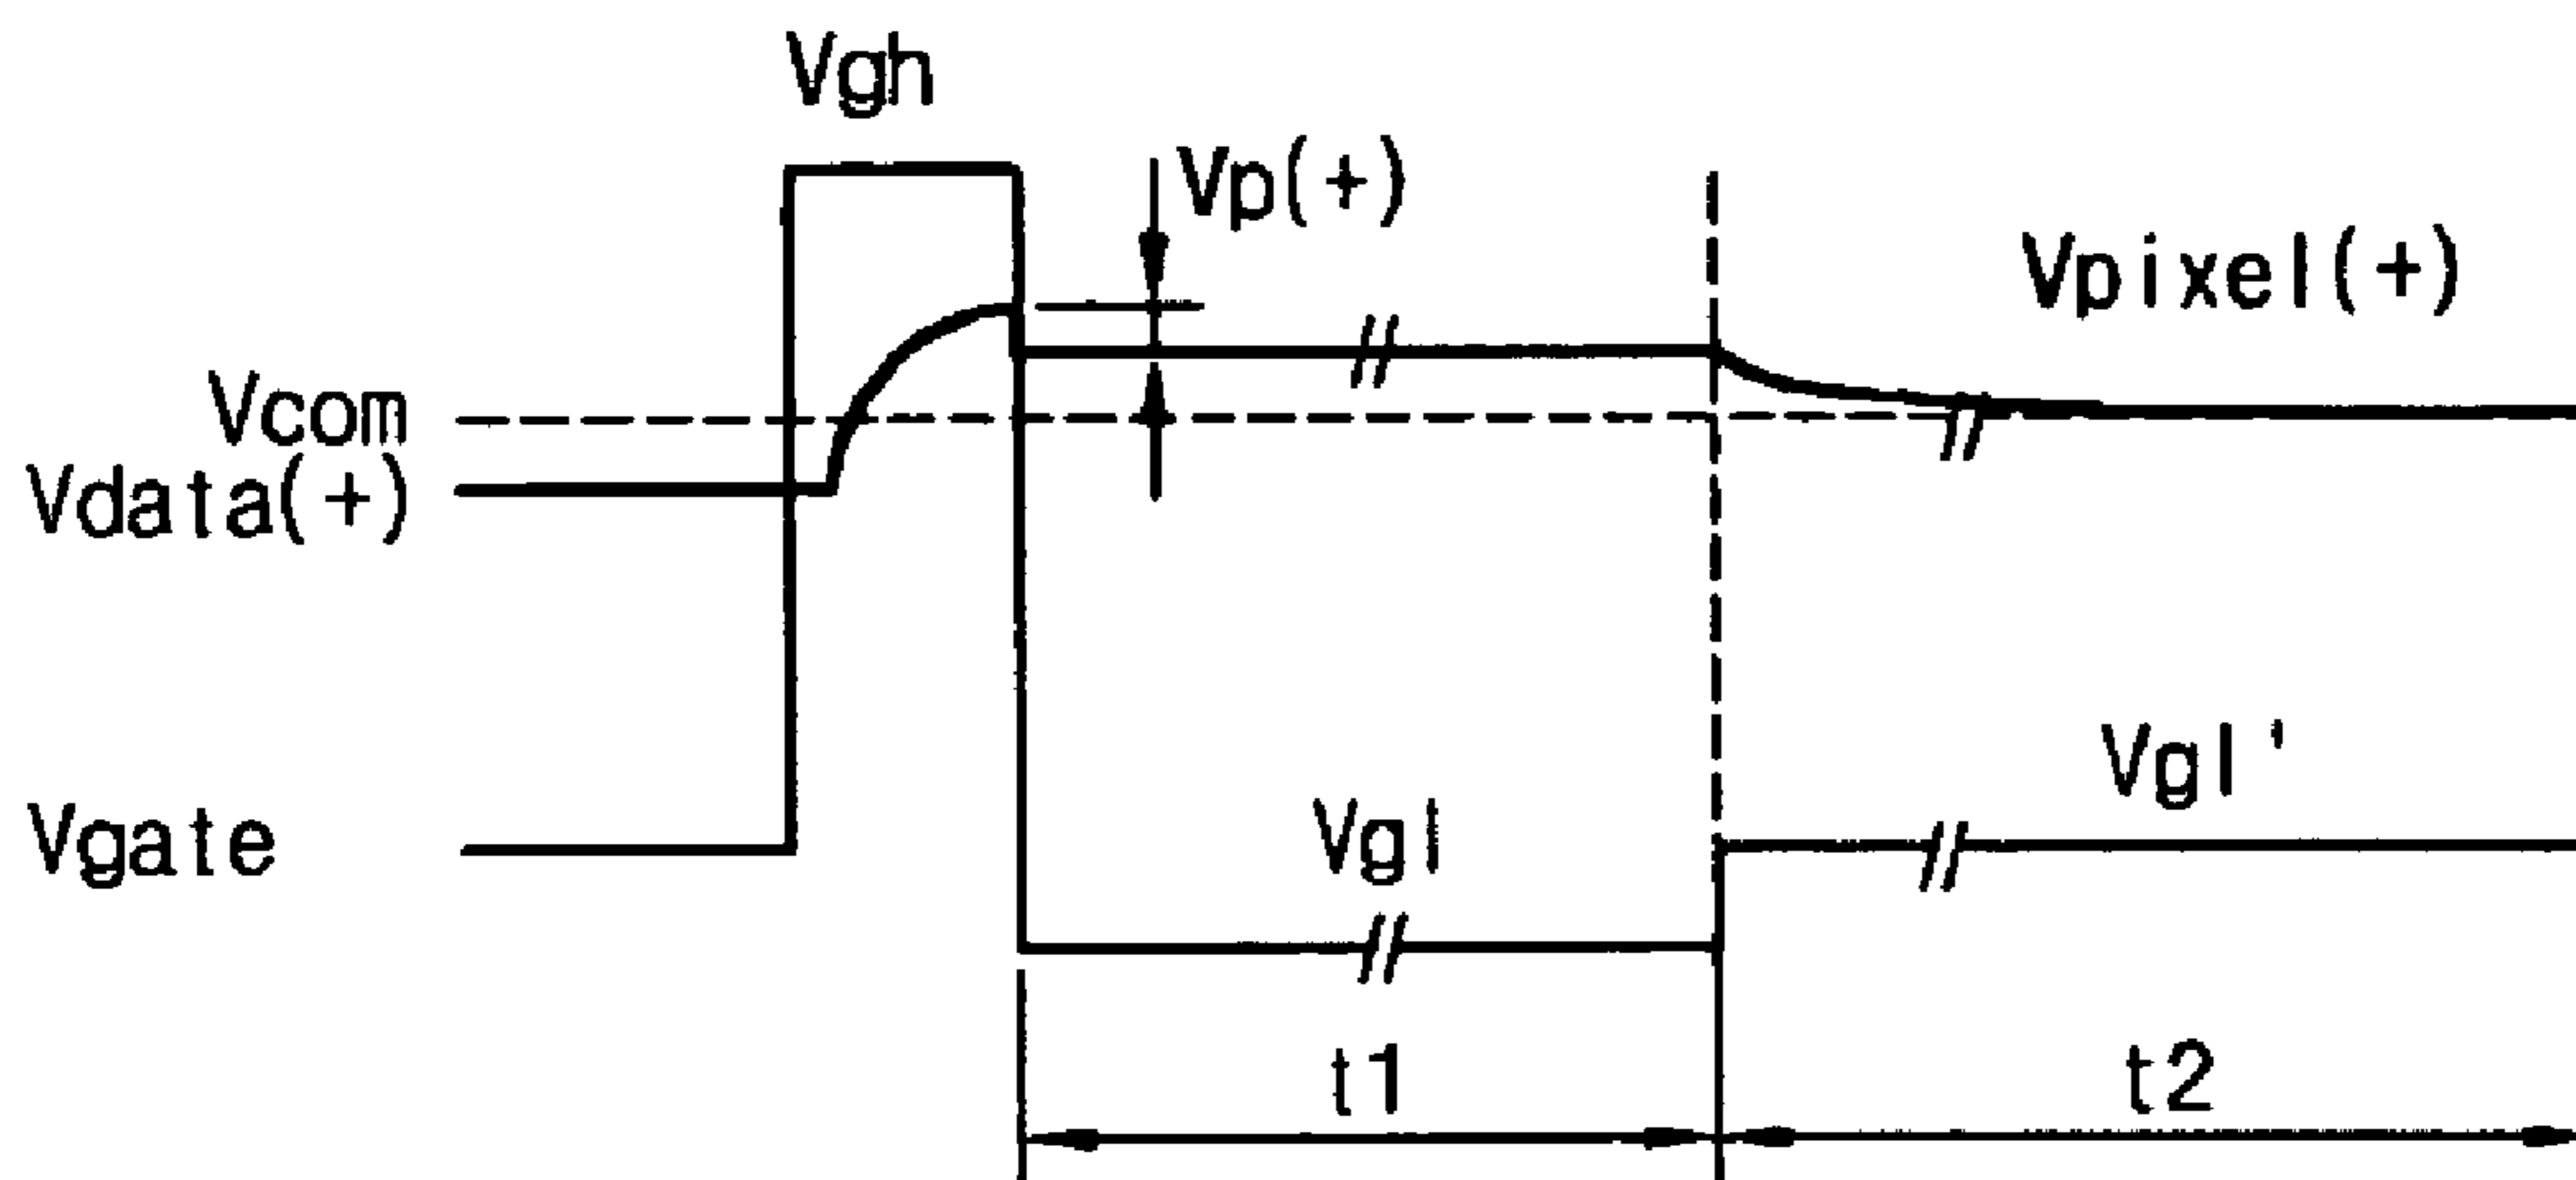 Vgh
Vp(+)
Vpixel(+)
Vcom
Vdata(+)
Vgl'
Vgl
Vgate
t1
t2